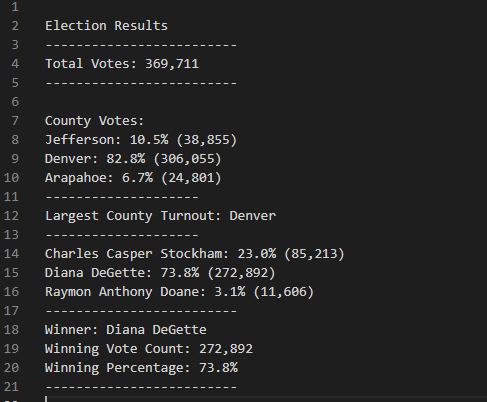 1
2 Election Results
3 -------------------------
4 Total Votes: 369,711
5 -------------------------
6
7 County Votes:
8 Jefferson: 10.5% (38,855)
9 Denver: 82.8% (306,055)
10 Arapahoe: 6.7% (24,801)
11 --------------------
12 Largest County Turnout: Denver
13 --------------------
14 Charles Casper Stockham: 23.0% (85,213)
15 Diana DeGette: 73.8% (272,892)
16 Raymon Anthony Doane: 3.1% (11,606)
17 -------------------------
18 Winner: Diana DeGette
19 Winning Vote Count: 272,892
20 Winning Percentage: 73.8%
21 -------------------------